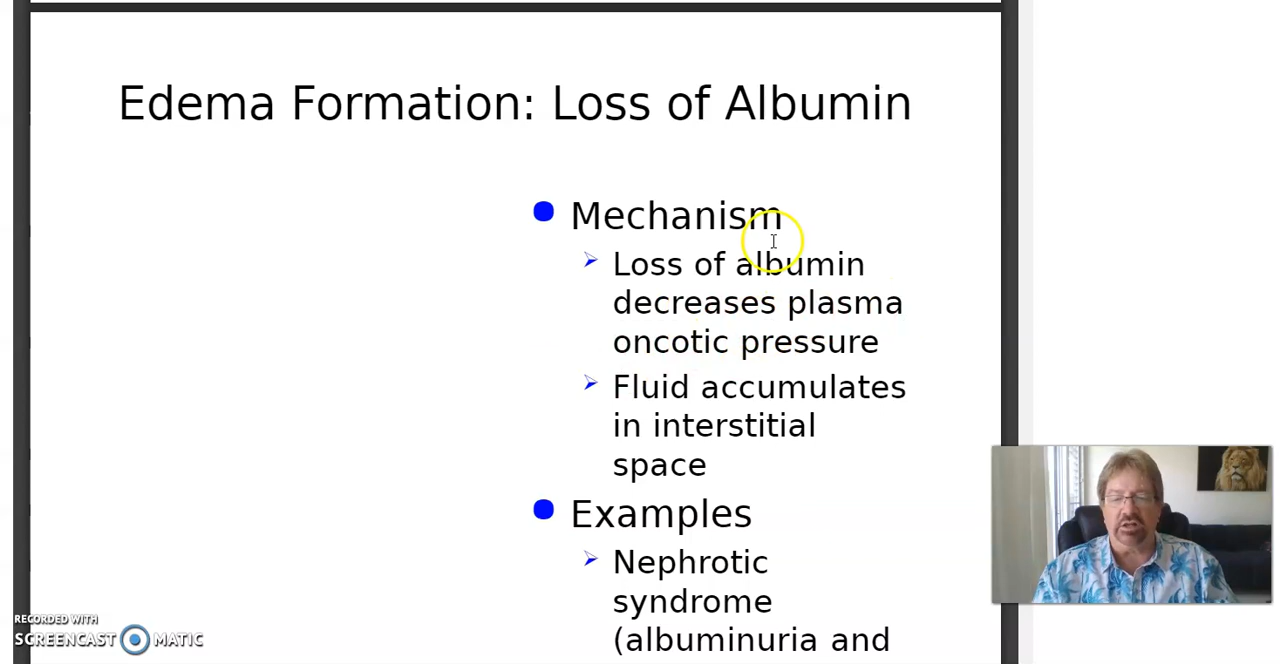 Edema Formation: Loss of Albumin
Mechanism
Loss of albumin
decreases plasma
oncotic pressure
Fluid accumulates
in interstitial
space
Examples
Nephrotic
syndrome
(albuminuria and
RECORDED WITH
SCREENCAST MATIC